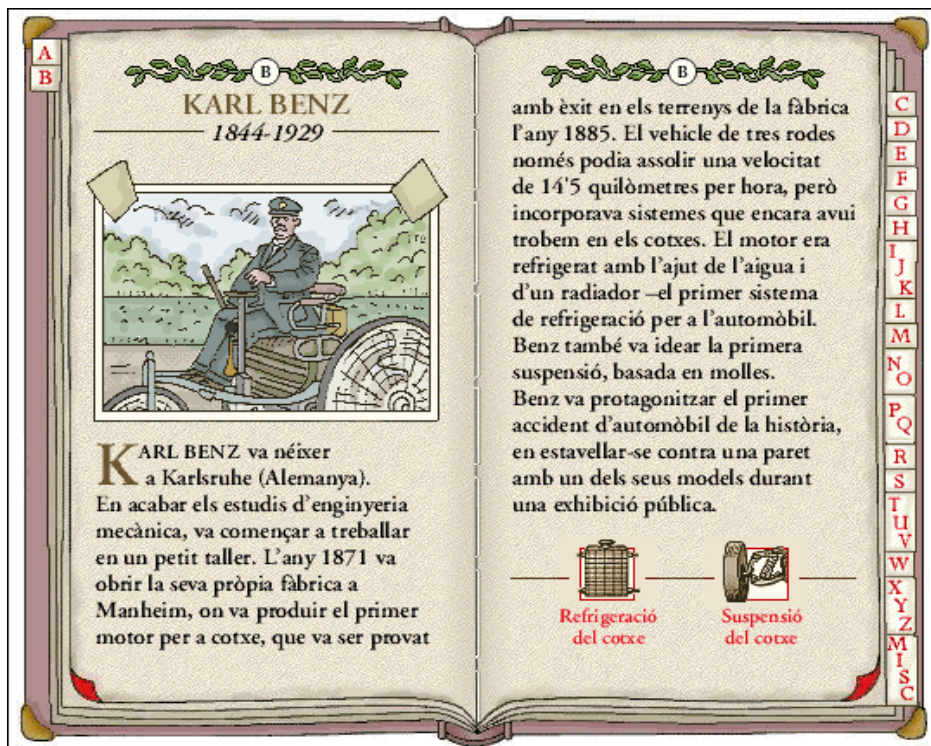 A
B
B
KARL BENZ
1844-1929
KARL BENZ va néixer
a Karlsruhe (Alemanya).
En acabar els estudis d'enginyeria
mecànica, va començar a treballar
en un petit taller. L'any 1871 va
obrir la seva pròpia fàbrica a
Manheim, on va produir el primer
motor per a cotxe, que va ser provat
B
amb èxit en els terrenys de la fàbrica
l'any 1885. El vehicle de tres rodes
només podia assolir una velocitat
de 14'5 quilòmetres per hora, però
incorporava sistemes que encara avui
trobem en els cotxes. El motor era
refrigerat amb l'ajut de l'aigua i
d'un radiador –el primer sistema
de refrigeració per a l'automòbil.
Benz també va idear la primera
suspensió, basada en molles.
Benz va protagonitzar el primer
accident d'automòbil de la història,
en estavellar-se contra una paret
amb un dels seus models durant
una exhibició pública.
Refrigeració
del cotxe
Suspensió
del cotxe
C
D
E
F
G
H
I
J
K
L
M
N
O
P
Q
R
S
T
U
V
W
X
Y
Z
M
I
S
C